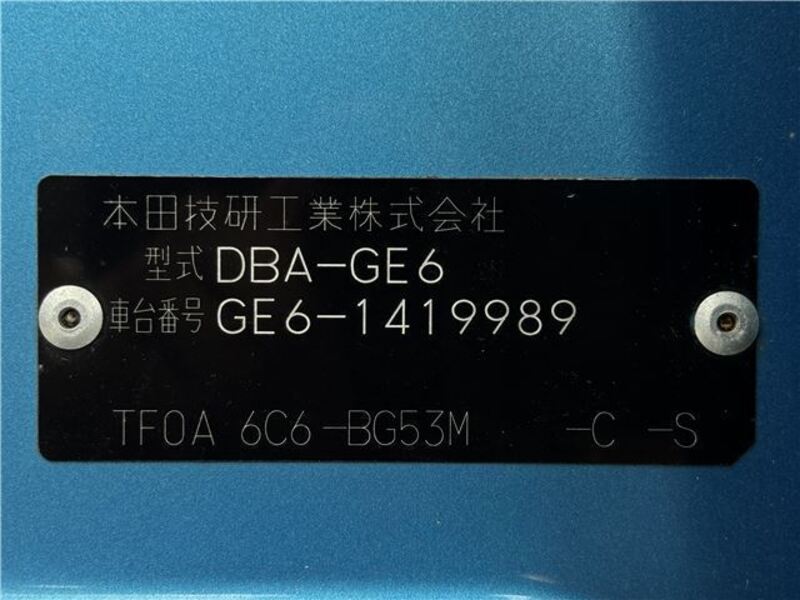 本田技研工業株式会社
型式 DBA-GE6
車台番号 GE6-1419989
TF0A 6C6-BG53M -C -S